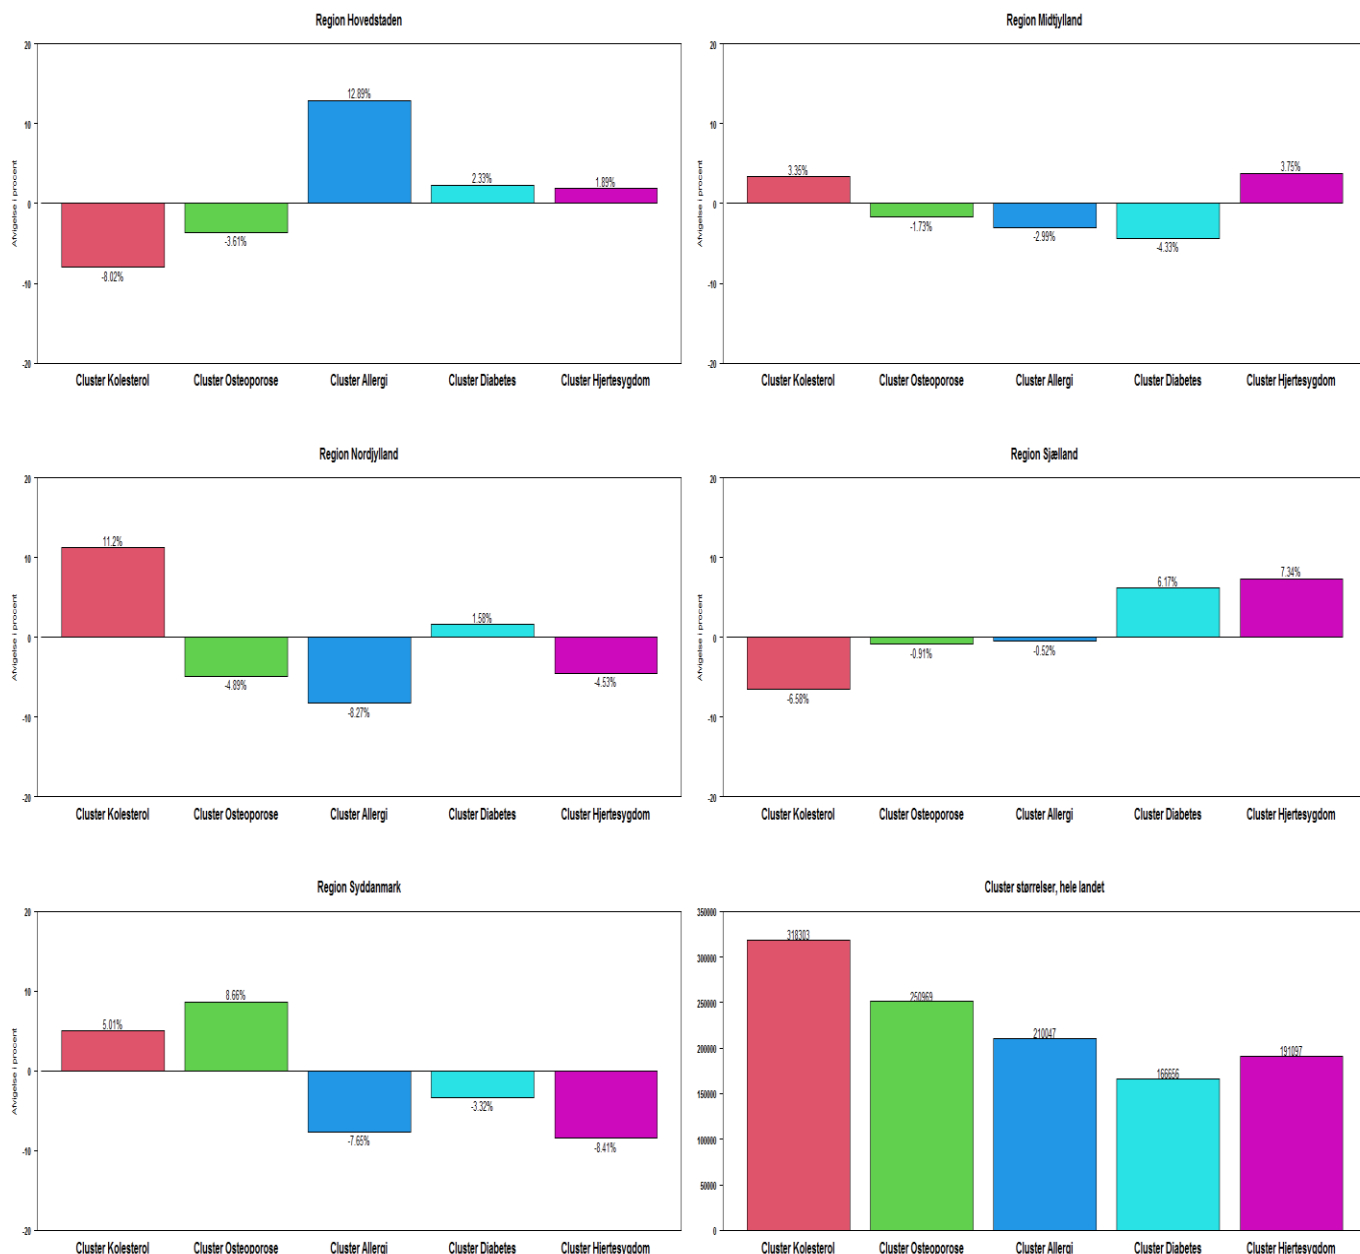 Region Hovedstaden
Afvigelse i procent
20
10
0
-10
-20
-8.02%
-3.61%
12.89%
2.33%
1.89%
Cluster Kolesterol
Cluster Osteoporose
Cluster Allergi
Cluster Diabetes
Cluster Hjertesygdom
Region Midtjylland
Afvigelse i procent
20
10
0
-10
-20
3.35%
-1.73%
-2.99%
-4.33%
3.75%
Cluster Kolesterol
Cluster Osteoporose
Cluster Allergi
Cluster Diabetes
Cluster Hjertesygdom
Region Nordjylland
Afvigelse i procent
20
10
0
-10
-20
11.2%
-4.89%
-8.27%
1.58%
-4.53%
Cluster Kolesterol
Cluster Osteoporose
Cluster Allergi
Cluster Diabetes
Cluster Hjertesygdom
Region Sjælland
Afvigelse i procent
20
10
0
-10
-20
-6.58%
-0.91%
-0.52%
6.17%
7.34%
Cluster Kolesterol
Cluster Osteoporose
Cluster Allergi
Cluster Diabetes
Cluster Hjertesygdom
Region Syddanmark
Afvigelse i procent
20
10
0
-10
-20
5.01%
8.66%
-7.65%
-3.32%
-8.41%
Cluster Kolesterol
Cluster Osteoporose
Cluster Allergi
Cluster Diabetes
Cluster Hjertesygdom
Cluster størrelser, hele landet
350000
300000
250000
200000
150000
100000
50000
0
318303
250969
210047
166656
191097
Cluster Kolesterol
Cluster Osteoporose
Cluster Allergi
Cluster Diabetes
Cluster Hjertesygdom